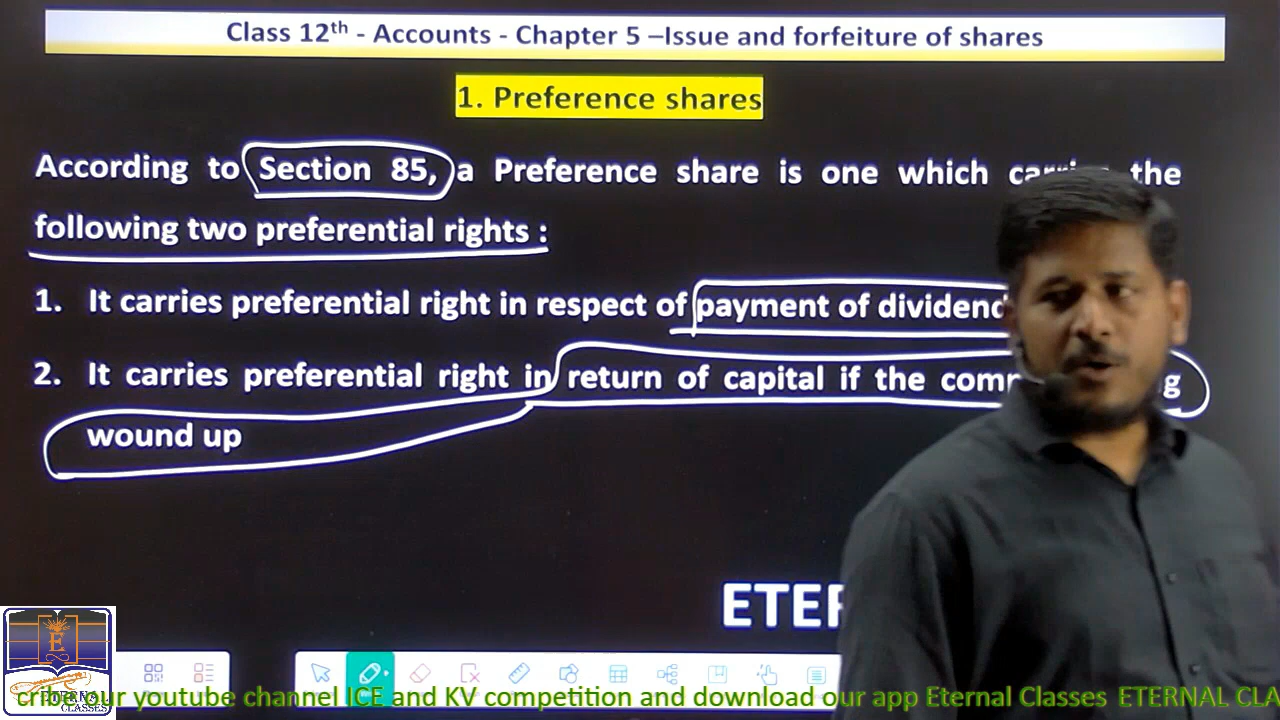 Class 12th - Accounts - Chapter 5 –Issue and forfeiture of shares
1. Preference shares
According to Section 85, a Preference share is one which the
following two preferential rights :
1. It carries preferential right in respect of payment of dividend
2. It carries preferential right in return of capital if the
wound up
E
CLASSES
our youtube channel ICE and KV competition and download our app Eternal Classes ETERNAL